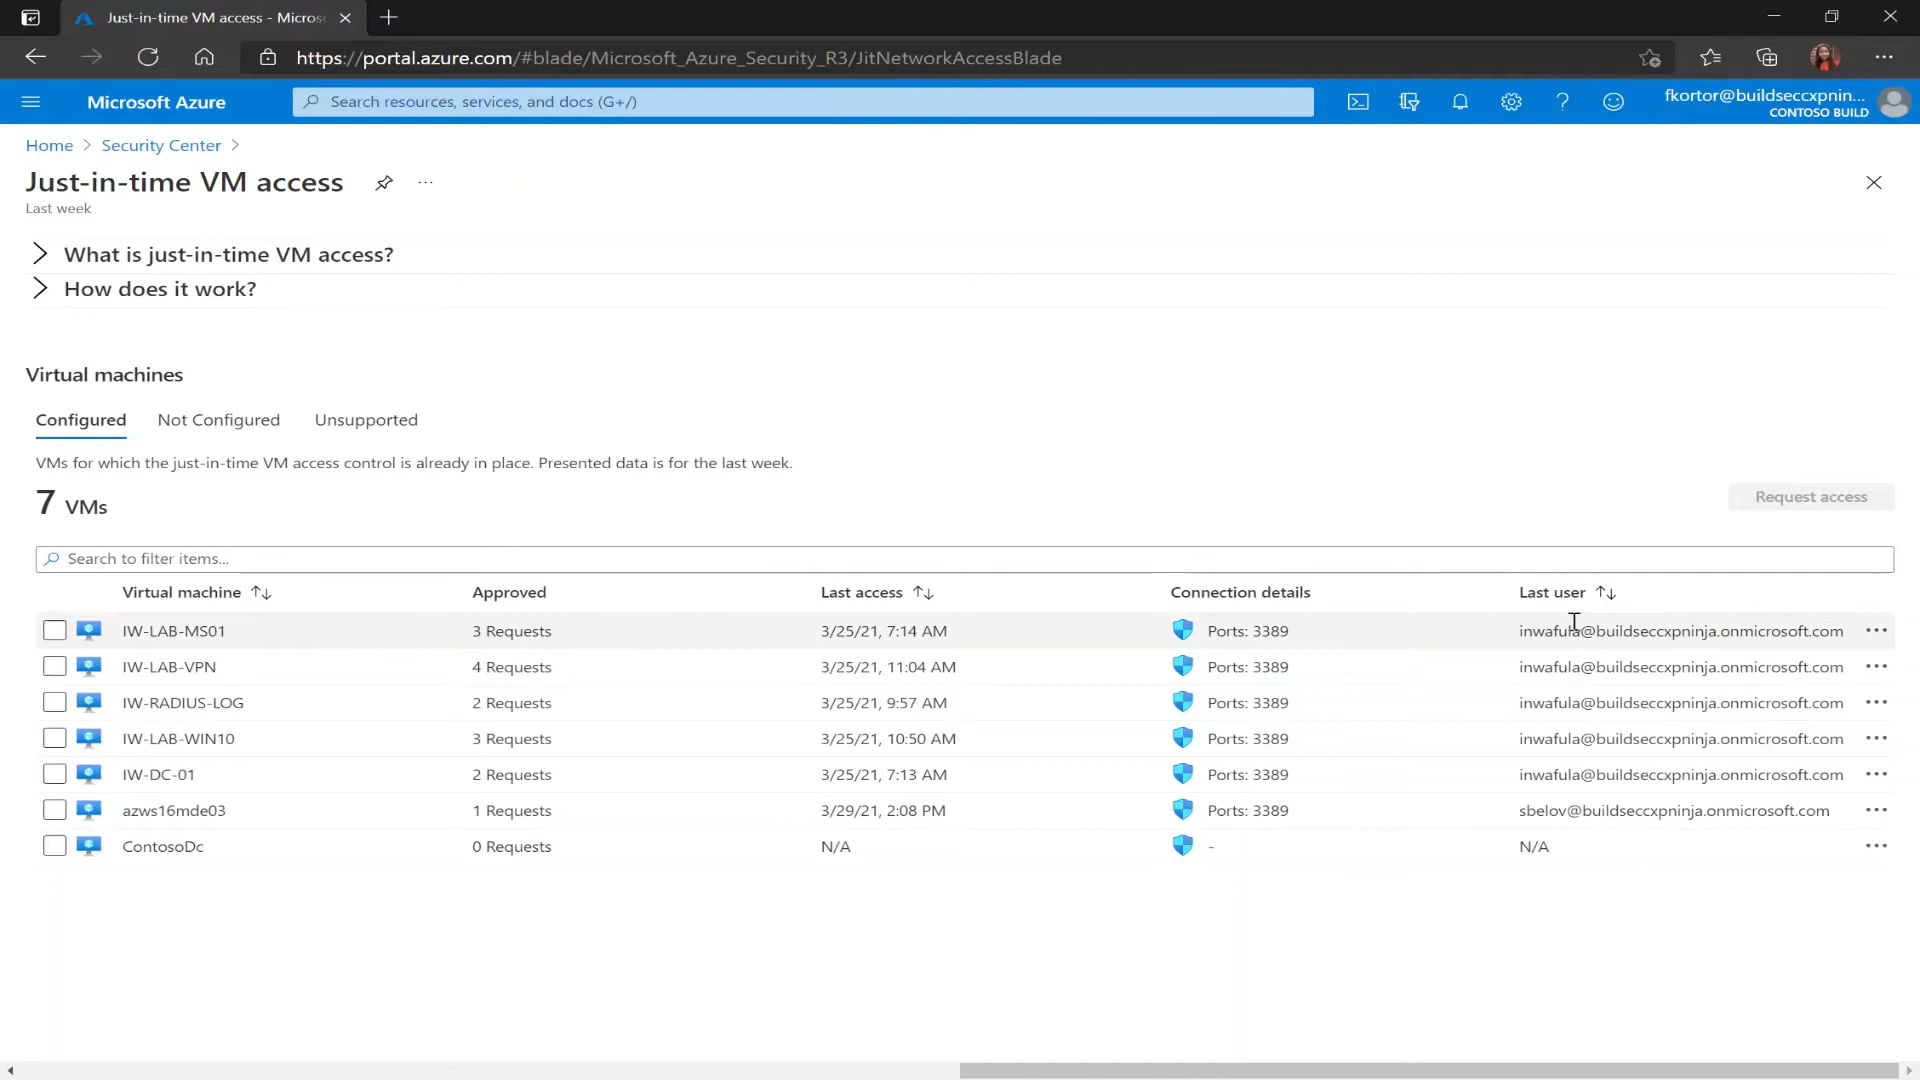 Just-in-time VM access - Micros
https://portal.azure.com/#blade/Microsoft_Azure_Security_R3/JitNetworkAccessBlade
Microsoft Azure
Search resources, services, and docs (G+/)
fkortor@buildseccxpnin...
CONTOSO BUILD
Home > Security Center >
Just-in-time VM access
Last week
What is just-in-time VM access?
How does it work?
Virtual machines
Configured Not Configured Unsupported
VMs for which the just-in-time VM access control is already in place. Presented data is for the last week.
7 VMs
Request access
Search to filter items...
Virtual machine Approved Last access Connection details Last user
IW-LAB-MS01 3 Requests 3/25/21, 7:14 AM Ports: 3389 inwafula@buildseccxpninja.onmicrosoft.com
IW-LAB-VPN 4 Requests 3/25/21, 11:04 AM Ports: 3389 inwafula@buildseccxpninja.onmicrosoft.com
IW-RADIUS-LOG 2 Requests 3/25/21, 9:57 AM Ports: 3389 inwafula@buildseccxpninja.onmicrosoft.com
IW-LAB-WIN10 3 Requests 3/25/21, 10:50 AM Ports: 3389 inwafula@buildseccxpninja.onmicrosoft.com
IW-DC-01 2 Requests 3/25/21, 7:13 AM Ports: 3389 inwafula@buildseccxpninja.onmicrosoft.com
azws16mde03 1 Requests 3/29/21, 2:08 PM Ports: 3389 sbelov@buildseccxpninja.onmicrosoft.com
ContosoDc 0 Requests N/A - N/A